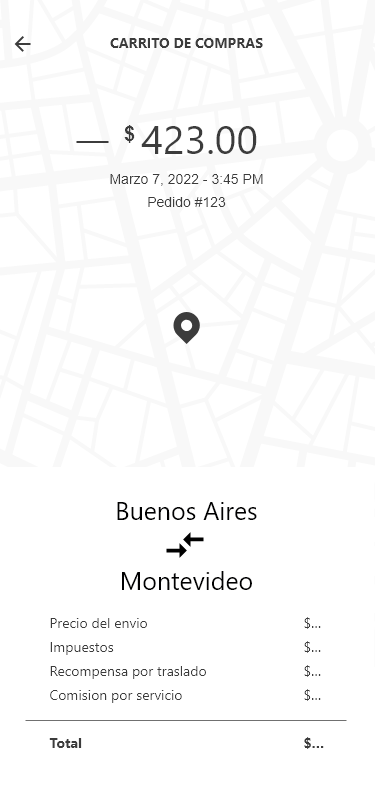 CARRITO DE COMPRAS
— $ 423.00
Marzo 7, 2022 - 3:45 PM
Pedido #123
Buenos Aires
Montevideo
Precio del envio $...
Impuestos $...
Recompensa por traslado $...
Comision por servicio $...
Total $...